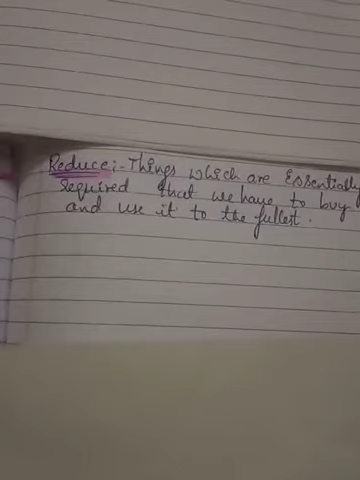 Reduce:- Things which are Essentially
required that we have to buy
and use it to the fullest.